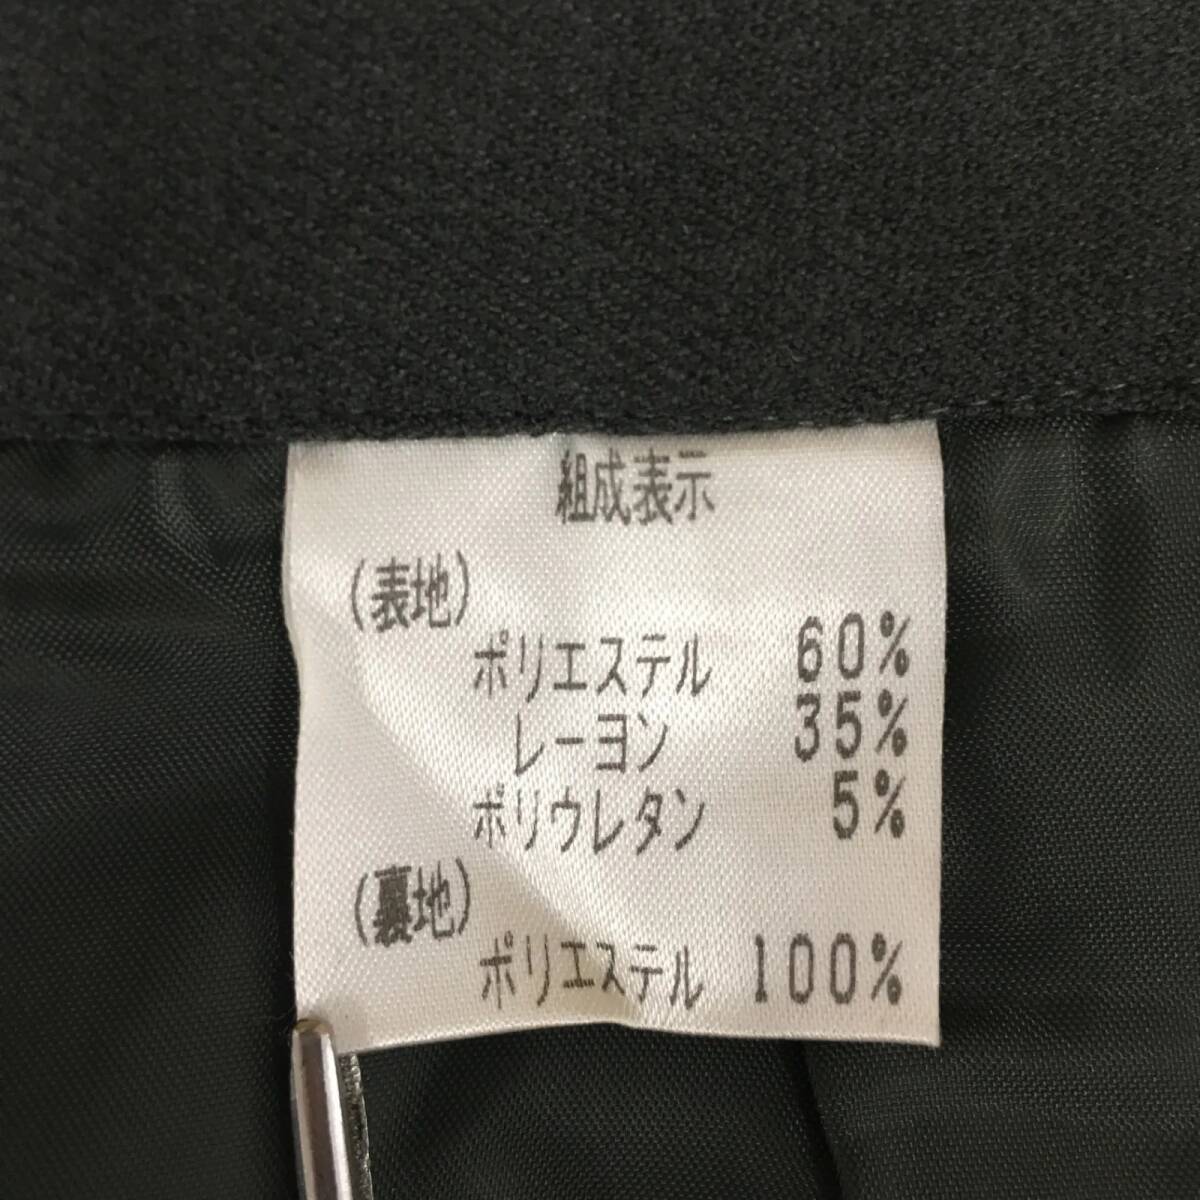 組成表示
(表地)
ポリエステル 60%
レーヨン 35%
ポリウレタン 5%
(裏地)
ポリエステル 100%